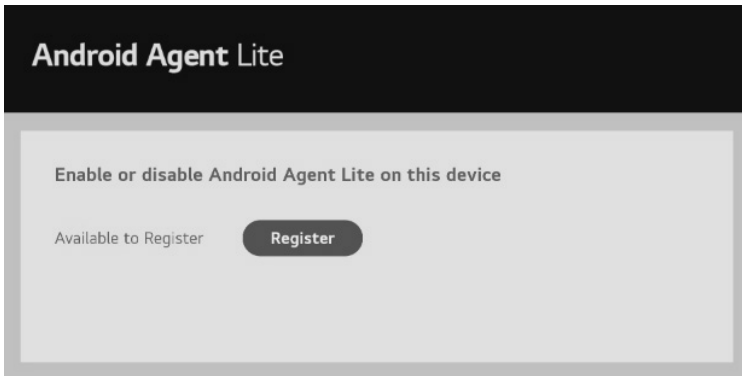 Android Agent Lite
Enable or disable Android Agent Lite on this device
Available to Register Register